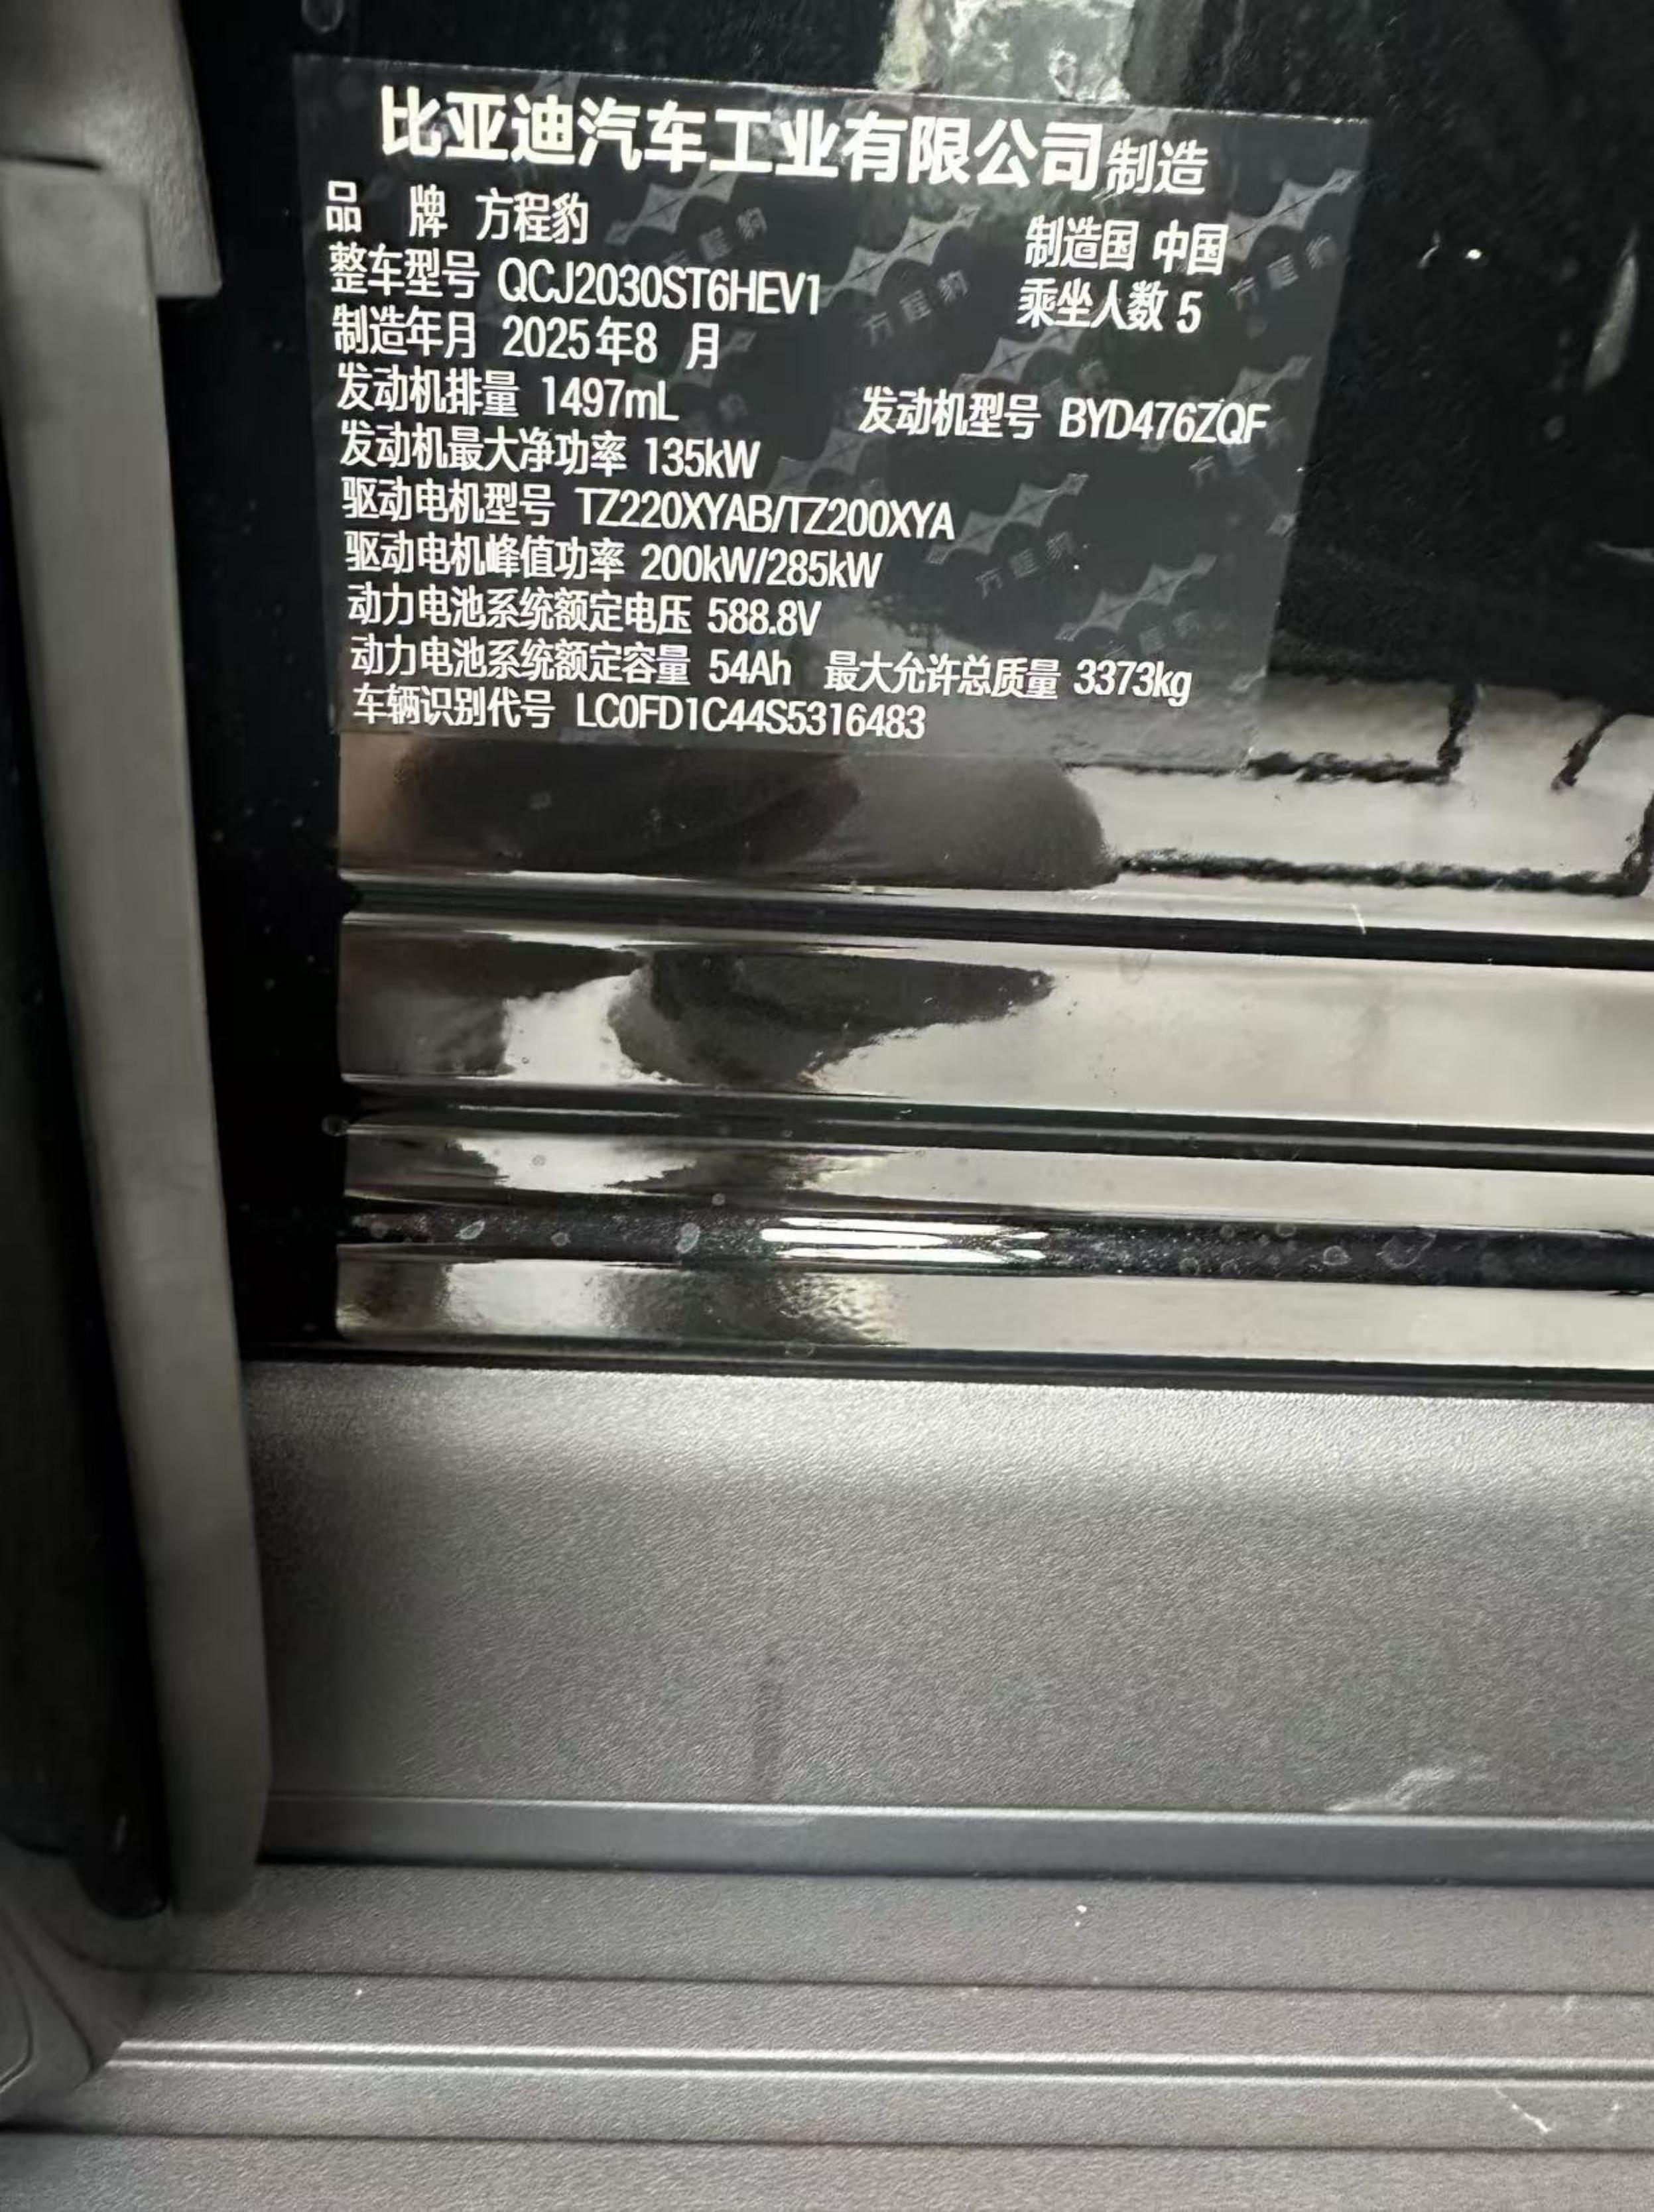 比亚迪汽车工业有限公司制造
品 牌 方程豹 制造国 中国
整车型号 QCJ2030ST6HEV1 乘坐人数 5
制造年月 2025年8 月
发动机排量 1497mL 发动机型号 BYD476ZQF
发动机最大净功率 135kW
驱动电机型号 TZ220XYAB/TZ200XYA
驱动电机峰值功率 200kW/285kW
动力电池系统额定电压 588.8V
动力电池系统额定容量 54Ah 最大允许总质量 3373kg
车辆识别代号 LC0FD1C44S5316483